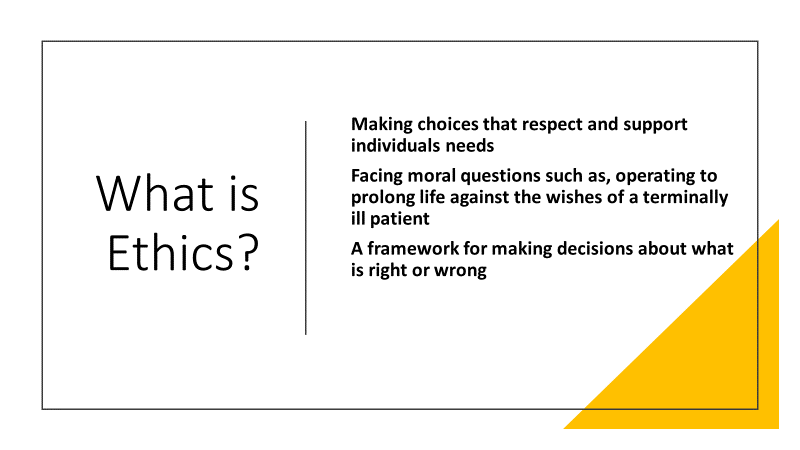 What is
Ethics?
Making choices that respect and support
individuals needs
Facing moral questions such as, operating to
prolong life against the wishes of a terminally
ill patient
A framework for making decisions about what
is right or wrong